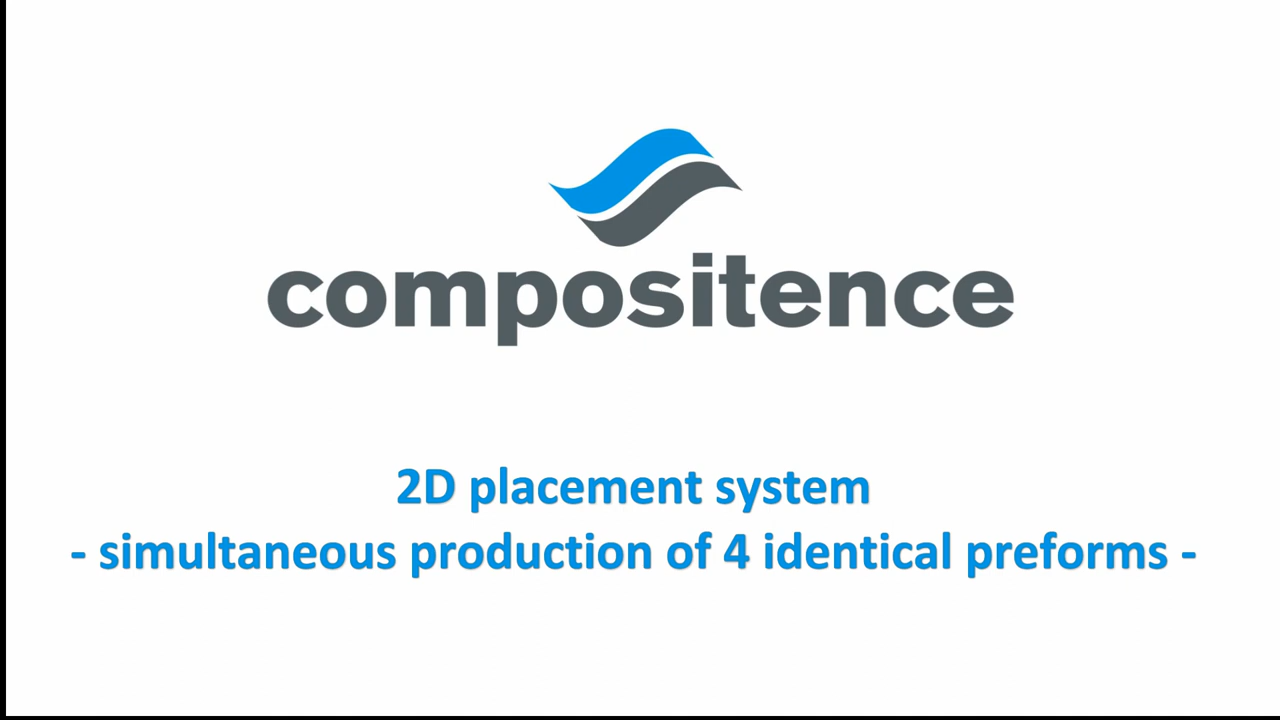 compositence
2D placement system
- simultaneous production of 4 identical preforms -